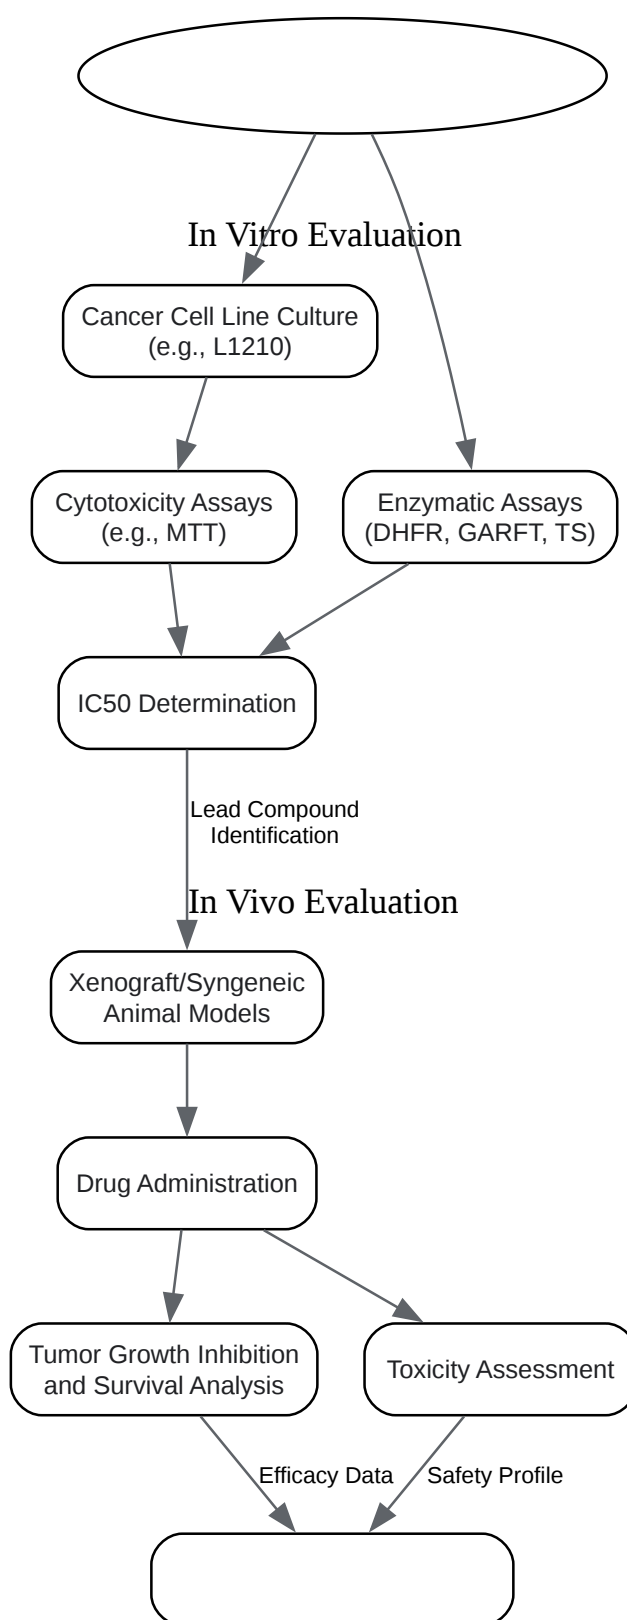 In Vitro Evaluation
Cancer Cell Line Culture
(e.g., L1210)
Cytotoxicity Assays
(e.g., MTT)
Enzymatic Assays
(DHFR, GARFT, TS)
IC50 Determination
Lead Compound
Identification
In Vivo Evaluation
Xenograft/Syngeneic
Animal Models
Drug Administration
Tumor Growth Inhibition
and Survival Analysis
Toxicity Assessment
Efficacy Data
Safety Profile